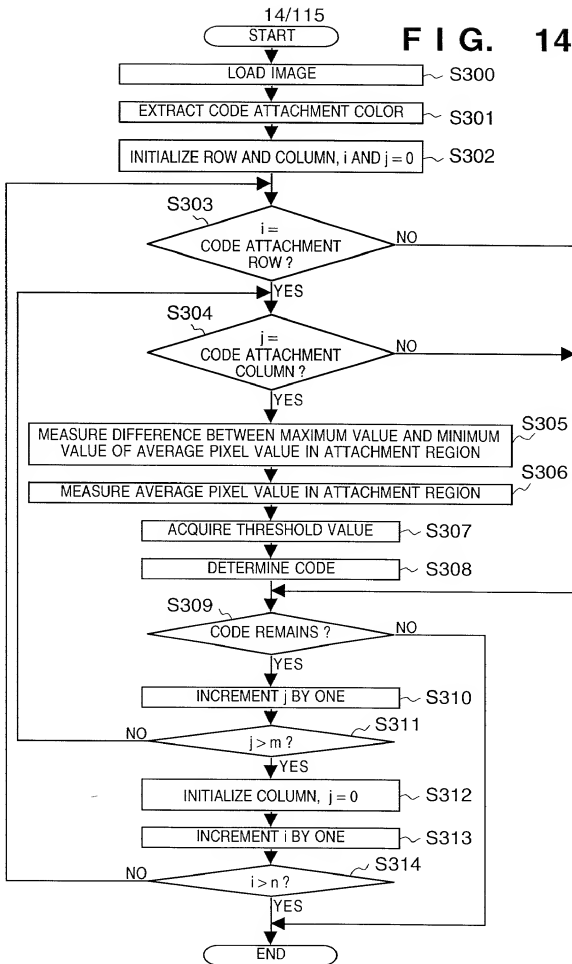 14/115
FIG. 14
START
LOAD IMAGE
S300
EXTRACT CODE ATTACHMENT COLOR
S301
INITIALIZE ROW AND COLUMN, i AND j = 0
S302
S303
i =
CODE ATTACHMENT
ROW ?
NO
YES
S304
j =
CODE ATTACHMENT
COLUMN ?
NO
YES
MEASURE DIFFERENCE BETWEEN MAXIMUM VALUE AND MINIMUM
VALUE OF AVERAGE PIXEL VALUE IN ATTACHMENT REGION
S305
MEASURE AVERAGE PIXEL VALUE IN ATTACHMENT REGION
S306
ACQUIRE THRESHOLD VALUE
S307
DETERMINE CODE
S308
S309
CODE REMAINS ?
NO
YES
INCREMENT j BY ONE
S310
S311
NO
j > m ?
YES
INITIALIZE COLUMN, j = 0
S312
INCREMENT i BY ONE
S313
S314
NO
i > n ?
YES
END